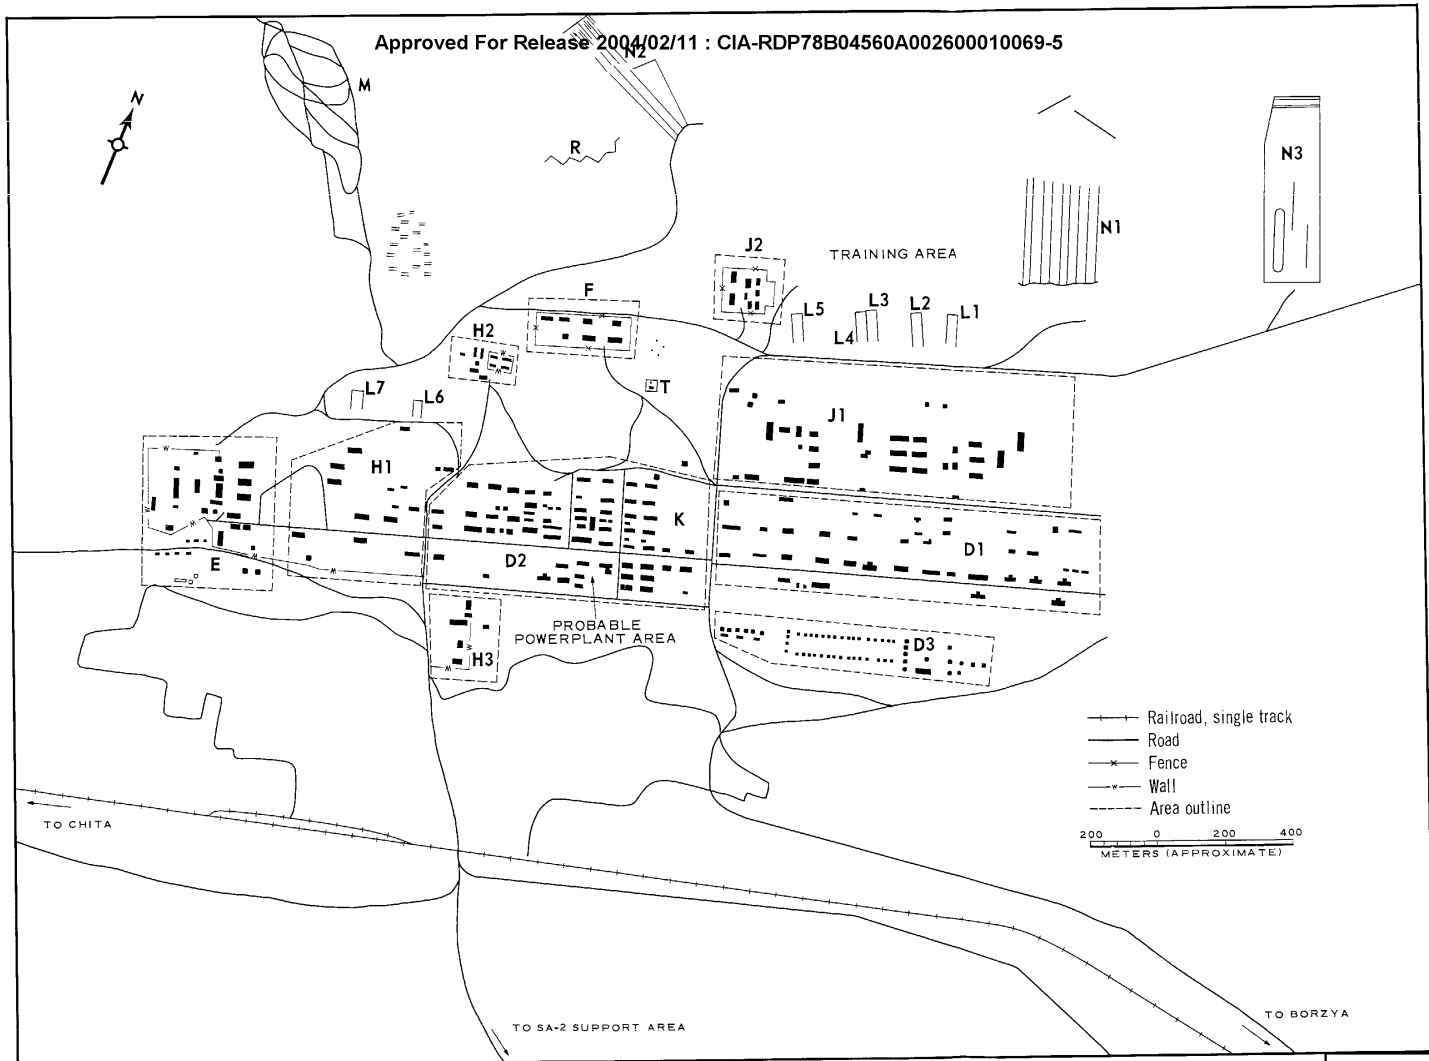 Approved For Release 2004/02/11 : CIA-RDP78B04560A002600010069-5
N2
M
N
R
N3
N1
J2
TRAINING AREA
F
L5
L3
L2
L1
L4
H2
L7
L6
T
J1
H1
W
K
D1
E
D2
PROBABLE
POWERPLANT AREA
H3
D3
Railroad, single track
Road
Fence
Wall
Area outline
TO CHITA
200 0 200 400
METERS (APPROXIMATE)
TO SA-2 SUPPORT AREA
TO BORZYA